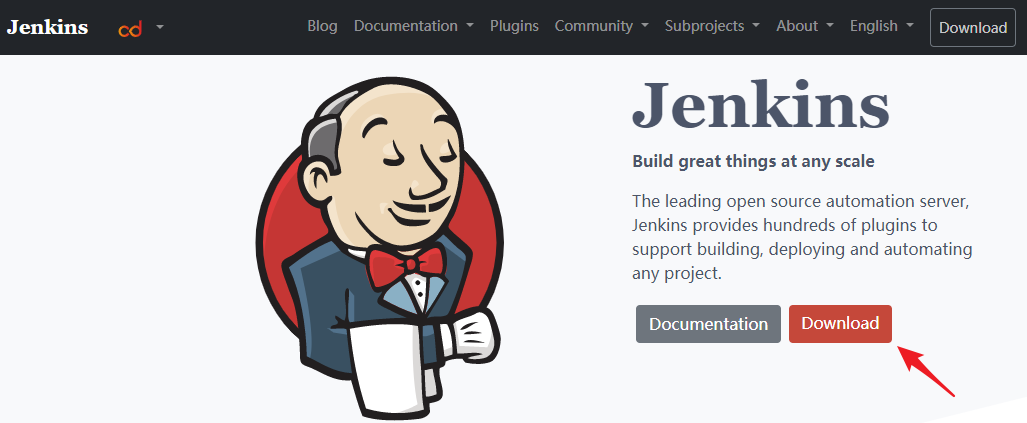 Jenkins cd Blog Documentation Plugins Community Subprojects About English Download
Jenkins
Build great things at any scale
The leading open source automation server,
Jenkins provides hundreds of plugins to
support building, deploying and automating
any project.
Documentation Download